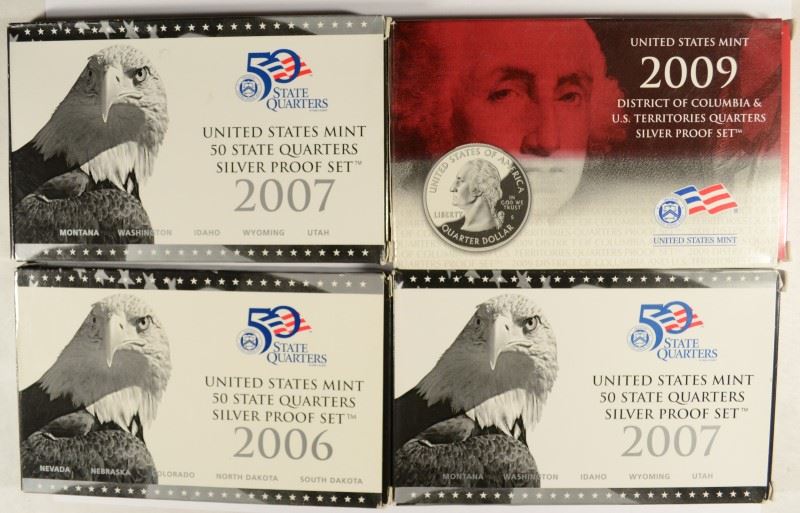 50
STATE
QUARTERS
UNITED STATES MINT
50 STATE QUARTERS
SILVER PROOF SET™
2007
MONTANA WASHINGTON IDAHO WYOMING UTAH
UNITED STATES MINT
2009
DISTRICT OF COLUMBIA &
U.S. TERRITORIES QUARTERS
SILVER PROOF SET™
UNITED STATES OF AMERICA
LIBERTY
IN
GOD WE
TRUST
S
QUARTER DOLLAR
UNITED STATES MINT
50
STATE
QUARTERS
UNITED STATES MINT
50 STATE QUARTERS
SILVER PROOF SET™
2006
NEVADA NEBRASKA COLORADO NORTH DAKOTA SOUTH DAKOTA
50
STATE
QUARTERS
UNITED STATES MINT
50 STATE QUARTERS
SILVER PROOF SET™
2007
MONTANA WASHINGTON IDAHO WYOMING UTAH